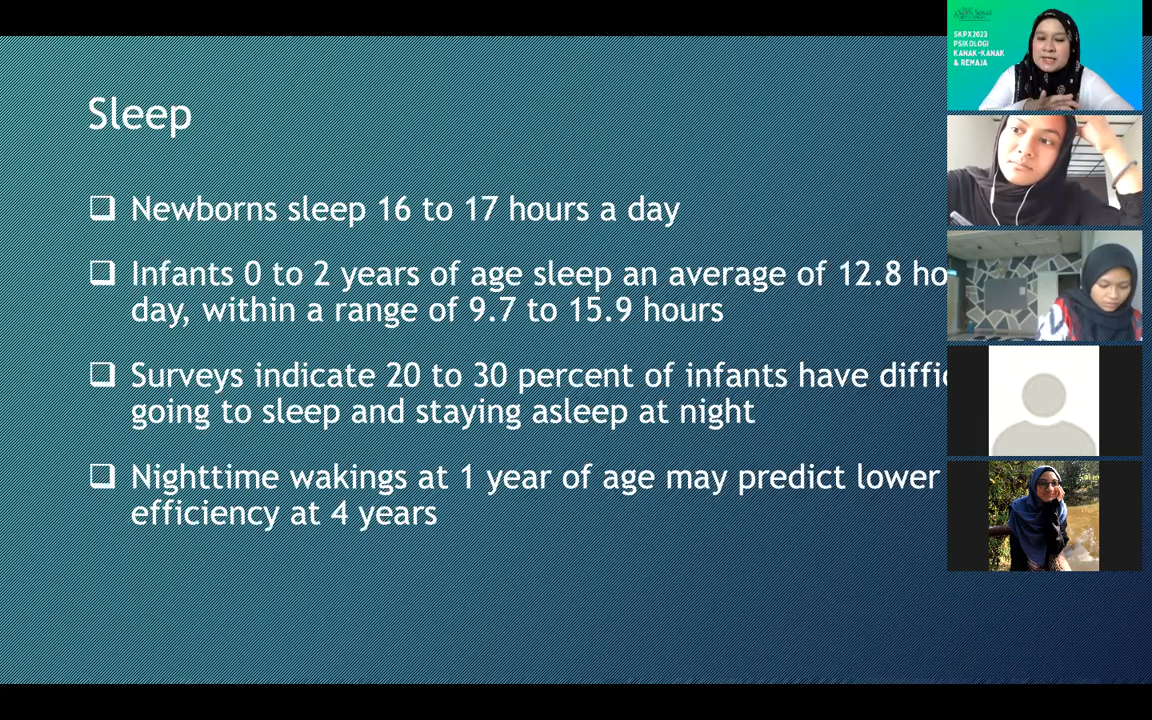 Sleep
Newborns sleep 16 to 17 hours a day
Infants 0 to 2 years of age sleep an average of 12.8 ho
day, within a range of 9.7 to 15.9 hours
Surveys indicate 20 to 30 percent of infants have diffic
going to sleep and staying asleep at night
Nighttime wakings at 1 year of age may predict lower
efficiency at 4 years
SKPX2023
PSIKOLOGI
KANAK-KANAK
& REMAJA